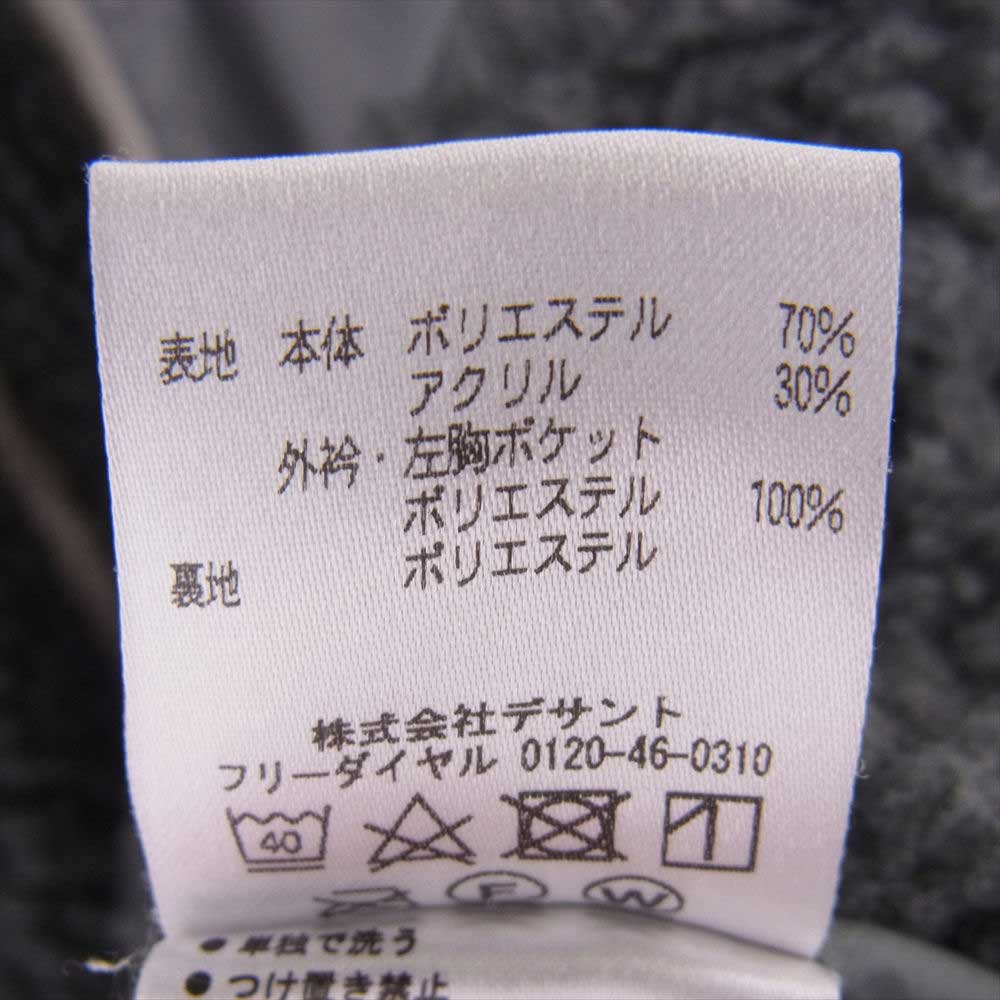 表地 本体 ポリエステル 70%
アクリル 30%
外衿・左胸ポケット
ポリエステル 100%
裏地 ポリエステル
株式会社デサント
フリーダイヤル 0120-46-0310
40
F W
● 単独で洗う
● つけ置き禁止